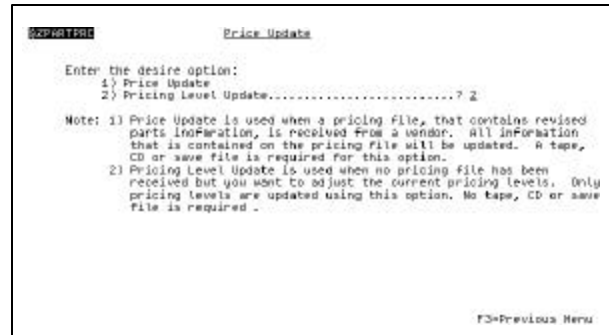 $ZPARTPRC Price Update
Enter the desire option:
1) Price Update
2) Pricing Level Update..........................? 2
Note: 1) Price Update is used when a pricing file, that contains revised
parts inofmration, is received from a vendor. All information
that is contained on the pricing file will be updated. A tape,
CD or save file is required for this option.
2) Pricing Level Update is used when no pricing file has been
received but you want to adjust the current pricing levels. Only
pricing levels are updated using this option. No tape, CD or save
file is required .
F3=Previous Menu